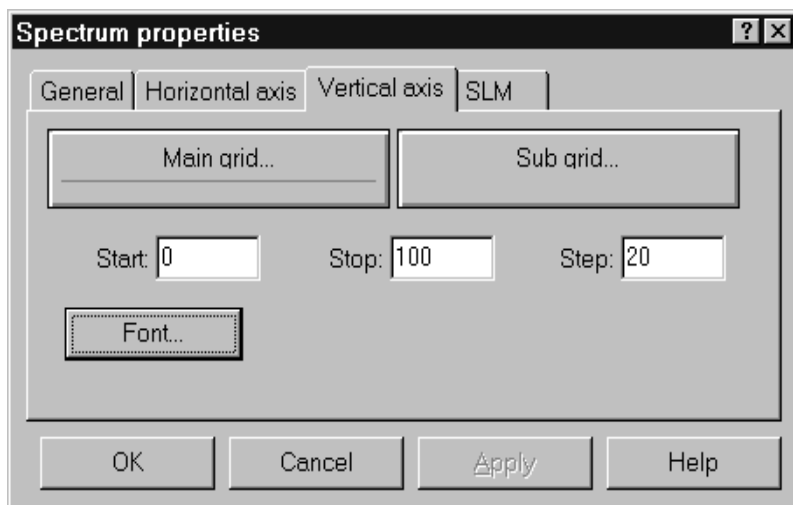 Spectrum properties ? ×
General Horizontal axis Vertical axis SLM
Main grid... Sub grid...
Start: 0 Stop: 100 Step: 20
Font...
OK Cancel Apply Help